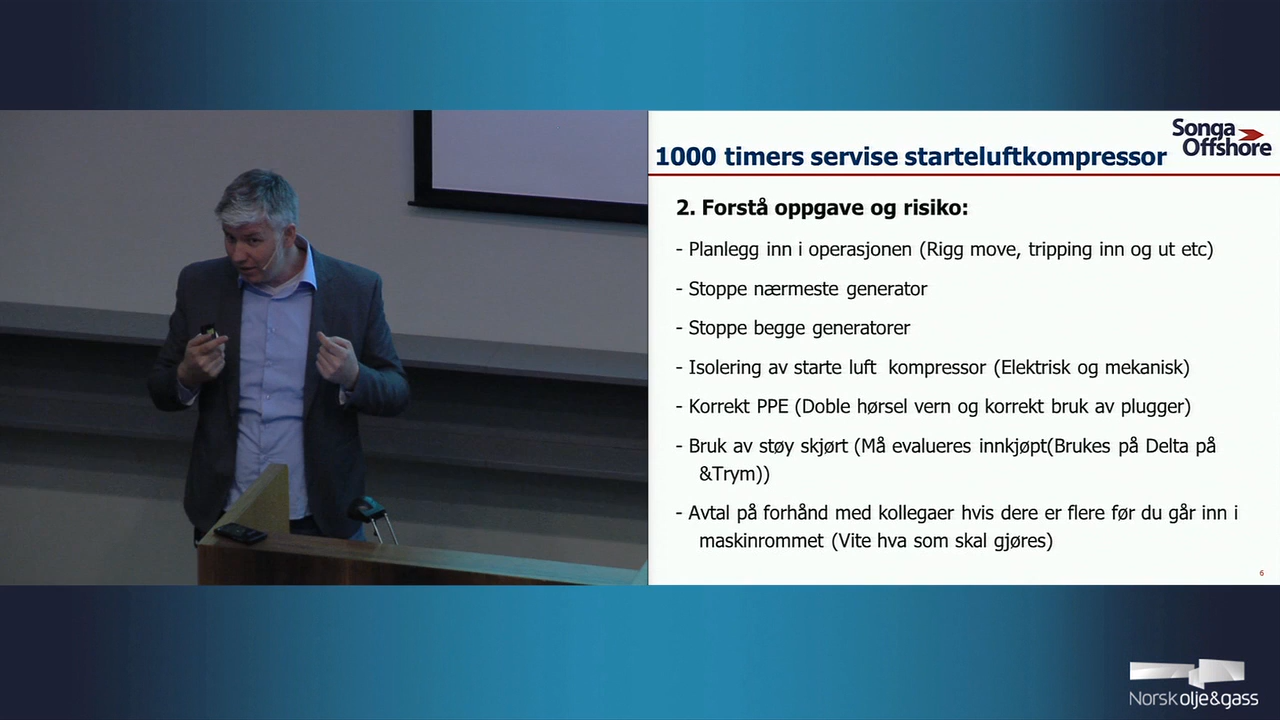 Songa
Offshore
1000 timers servise starteluftkompressor
2. Forstå oppgave og risiko:
- Planlegg inn i operasjonen (Rigg move, tripping inn og ut etc)
- Stoppe nærmeste generator
- Stoppe begge generatorer
- Isolering av starte luft kompressor (Elektrisk og mekanisk)
- Korrekt PPE (Doble hørsel vern og korrekt bruk av plugger)
- Bruk av støy skjørt (Må evalueres innkjøpt(Brukes på Delta på
&Trym))
- Avtal på forhånd med kollegaer hvis dere er flere før du går inn i
maskinrommet (Vite hva som skal gjøres)
6
Norskolje&gass